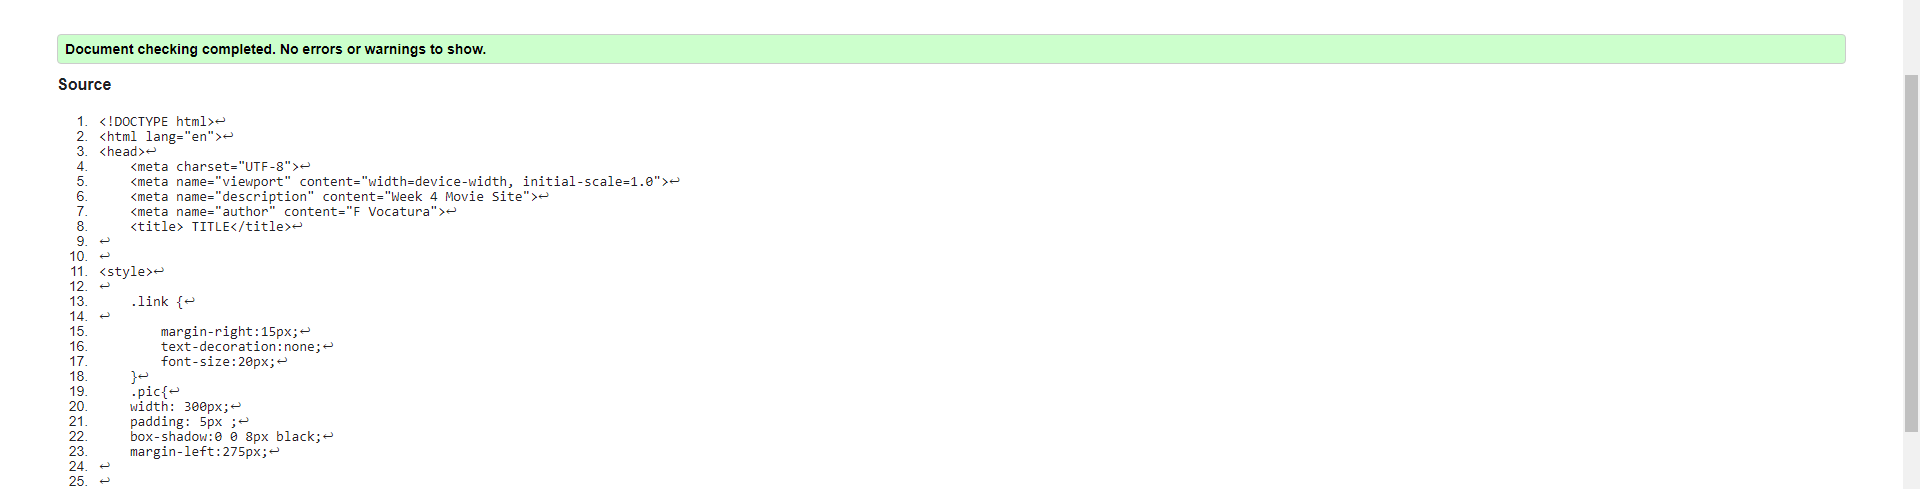 Document checking completed. No errors or warnings to show.
Source
1. <!DOCTYPE html>↩
2. <html lang="en">↩
3. <head>↩
4.     <meta charset="UTF-8">↩
5.     <meta name="viewport" content="width=device-width, initial-scale=1.0">↩
6.     <meta name="description" content="Week 4 Movie Site">↩
7.     <meta name="author" content="F Vocatura">↩
8.     <title> TITLE</title>↩
9. ↩
10. ↩
11. <style>↩
12. ↩
13.     .link {↩
14. ↩
15.         margin-right:15px;↩
16.         text-decoration:none;↩
17.         font-size:20px;↩
18.     }↩
19.     .pic{↩
20.     width: 300px;↩
21.     padding: 5px ;↩
22.     box-shadow:0 0 8px black;↩
23.     margin-left:275px;↩
24. ↩
25. ↩